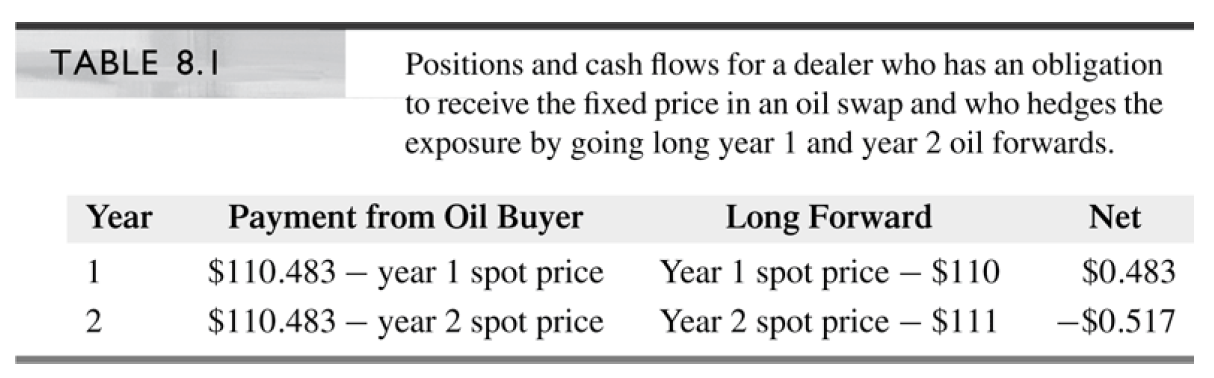 TABLE 8.1
Positions and cash flows for a dealer who has an obligation
to receive the fixed price in an oil swap and who hedges the
exposure by going long year 1 and year 2 oil forwards.
Year Payment from Oil Buyer Long Forward Net
1 $110.483 – year 1 spot price Year 1 spot price – $110 $0.483
2 $110.483 – year 2 spot price Year 2 spot price – $111 –$0.517